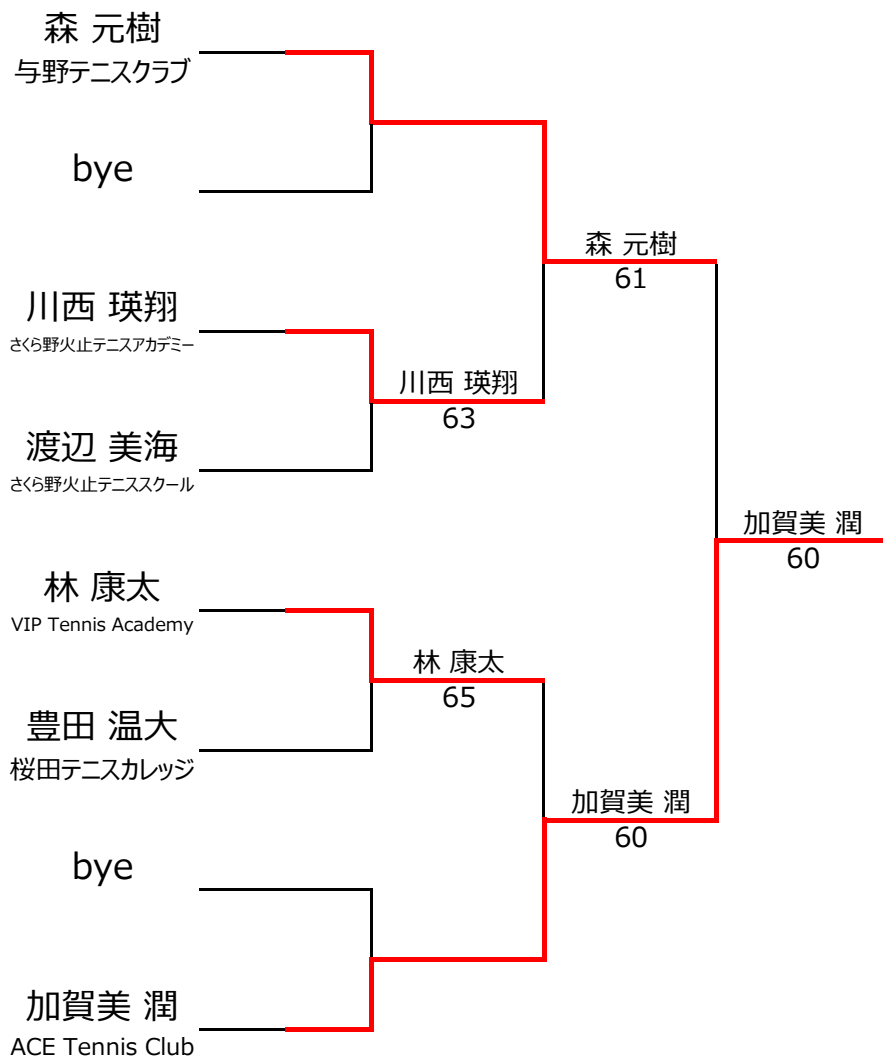 森 元樹
与野テニスクラブ
bye
川西 瑛翔
さくら野火止テニスアカデミー
渡辺 美海
さくら野火止テニススクール
林 康太
VIP Tennis Academy
豊田 温大
桜田テニスカレッジ
bye
加賀美 潤
ACE Tennis Club
川西 瑛翔
63
林 康太
65
森 元樹
61
加賀美 潤
60
加賀美 潤
60